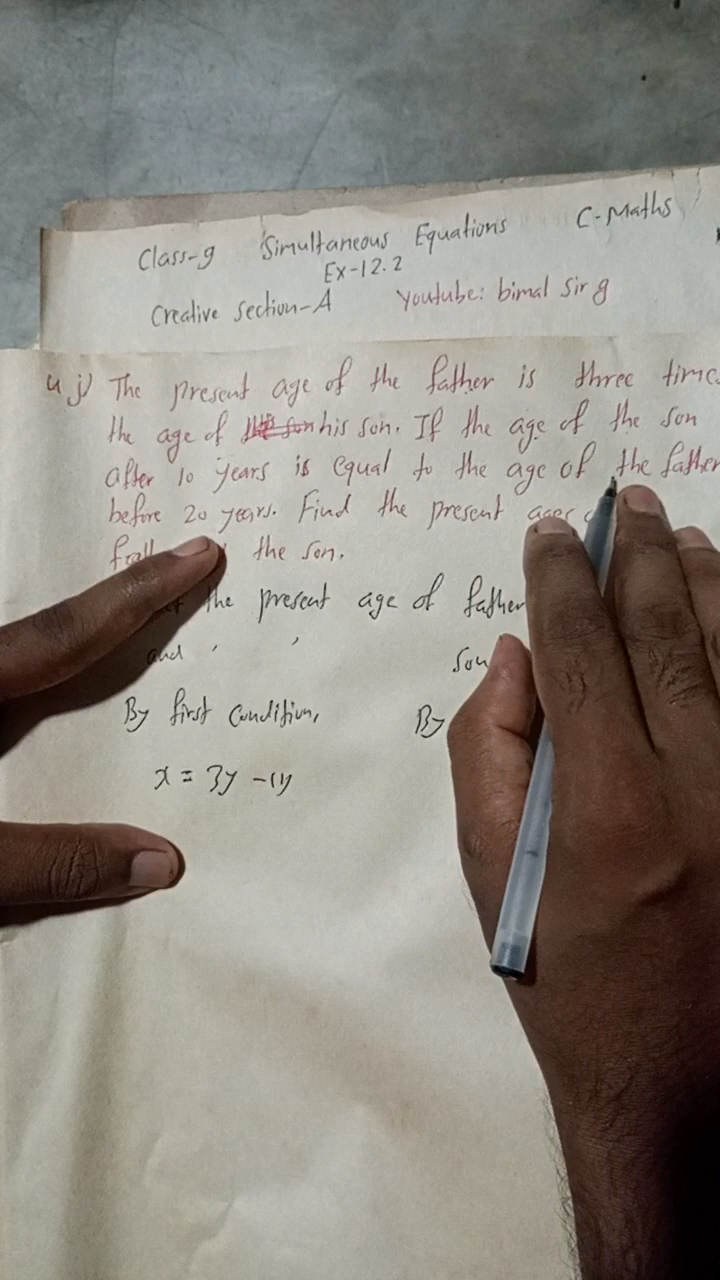 Class-9 Simultaneous Equations C-Maths
Ex-12.2
Creative section-A Youtube: bimal sir 9
4 j) The present age of the father is three
the age of his son. If the age of the son
after 10 years is equal to the age of the father
before 20 years. Find the present ages
the son.
the present age of father
and " " son
By first condition, By
x = 3y -(1)